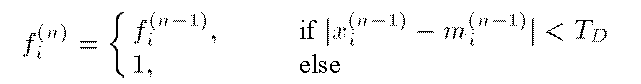 f_i^{(n)} = { f_i^{(n-1)}, if |x_i^{(n-1)} − m_i^{(n-1)}| < T_D
1, else